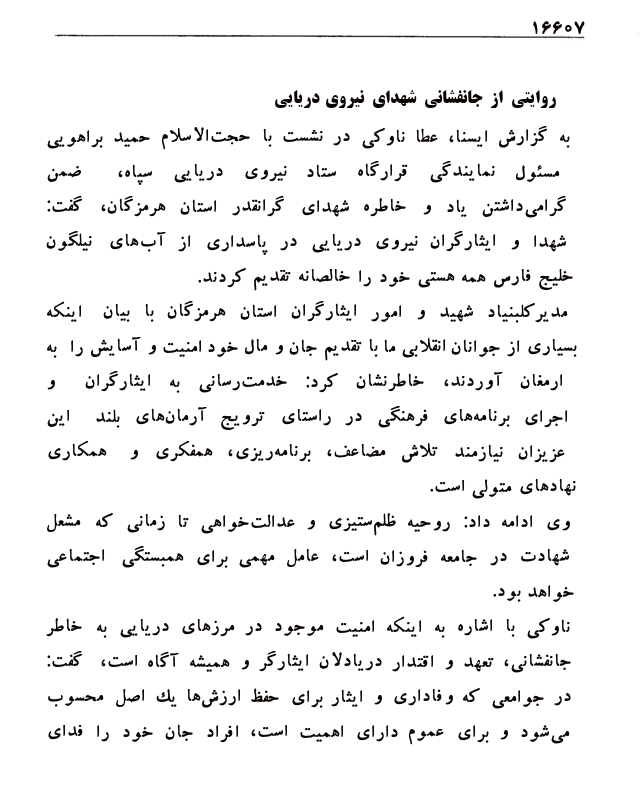 ۱۶۶۰۷
روایتی از جانفشانی شهدای نیروی دریایی
به گزارش ایسنا، عطا ناوکی در نشست با حجت‌الاسلام حمید براهویی
مسئول نمایندگی قرارگاه ستاد نیروی دریایی سپاه، ضمن
گرامی‌داشتن یاد و خاطره شهدای گرانقدر استان هرمزگان، گفت:
شهدا و ایثارگران نیروی دریایی در پاسداری از آب‌های نیلگون
خلیج فارس همه هستی خود را خالصانه تقدیم کردند.
مدیرکلبنیاد شهید و امور ایثارگران استان هرمزگان با بیان اینکه
بسیاری از جوانان انقلابی ما با تقدیم جان و مال خود امنیت و آسایش را به
ارمغان آوردند، خاطرنشان کرد: خدمت‌رسانی به ایثارگران و
اجرای برنامه‌های فرهنگی در راستای ترویج آرمان‌های بلند این
عزیزان نیازمند تلاش مضاعف، برنامه‌ریزی، همفکری و همکاری
نهادهای متولی است.
وی ادامه داد: روحیه ظلم‌ستیزی و عدالت‌خواهی تا زمانی که مشعل
شهادت در جامعه فروزان است، عامل مهمی برای همبستگی اجتماعی
خواهد بود.
ناوکی با اشاره به اینکه امنیت موجود در مرزهای دریایی به خاطر
جانفشانی، تعهد و اقتدار دریادلان ایثارگر و همیشه آگاه است، گفت:
در جوامعی که وفاداری و ایثار برای حفظ ارزش‌ها یك اصل محسوب
می‌شود و برای عموم دارای اهمیت است، افراد جان خود را فدای